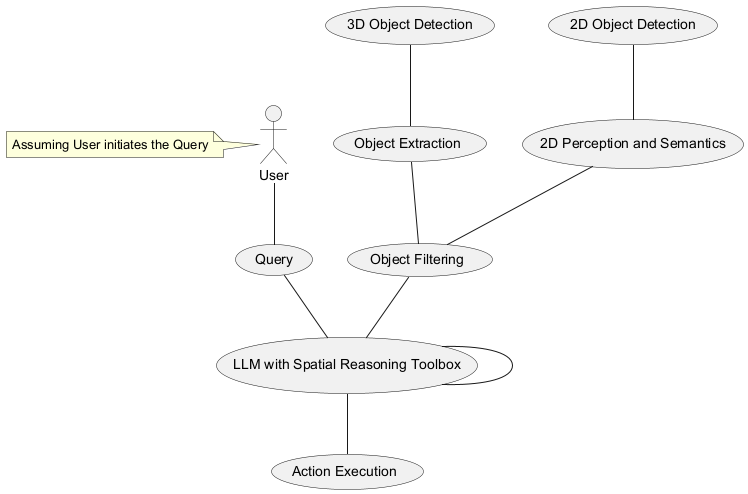 3D Object Detection
2D Object Detection
Assuming User initiates the Query
Object Extraction
2D Perception and Semantics
User
Query
Object Filtering
LLM with Spatial Reasoning Toolbox
Action Execution